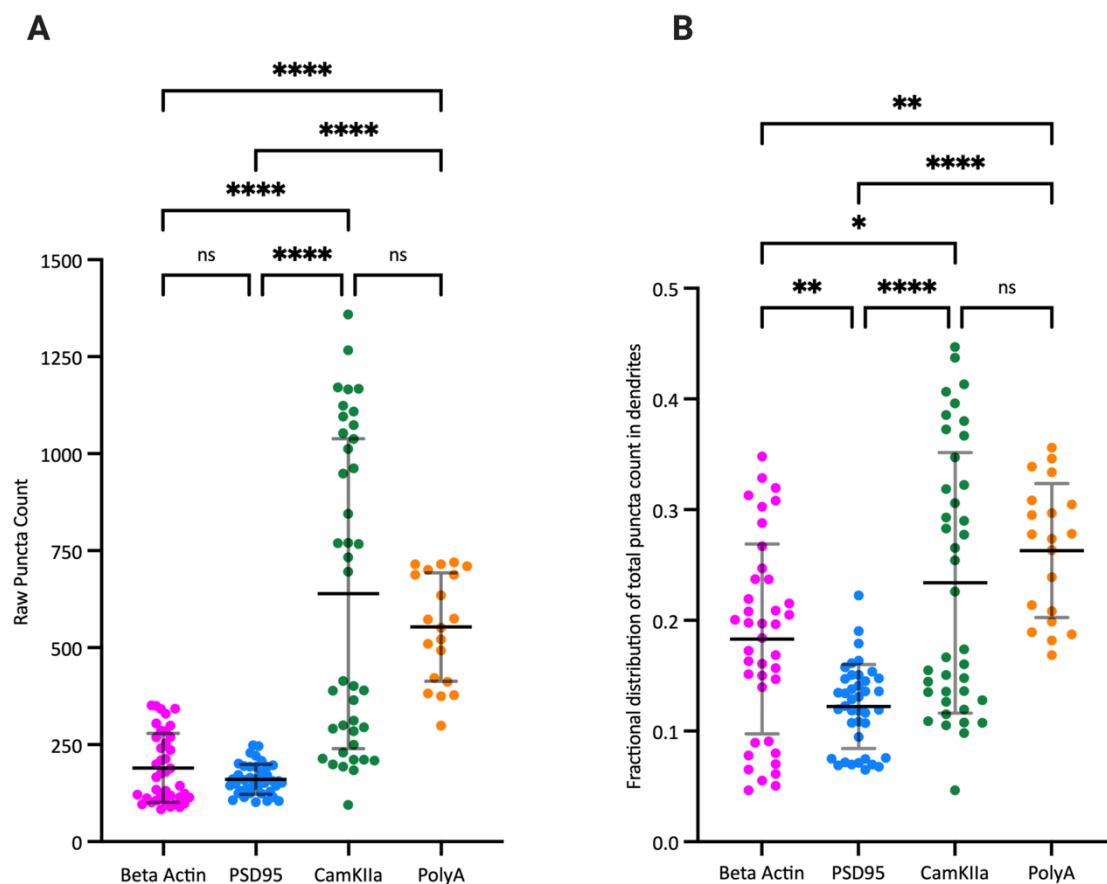 A
****
****
****
ns
****
ns
1500
1250
1000
750
500
250
0
Raw Puncta Count
Beta Actin
PSD95
CamKIIa
PolyA
B
**
****
*
**
****
ns
0.5
0.4
0.3
0.2
0.1
0.0
Fractional distribution of total puncta count in dendrites
Beta Actin
PSD95
CamKIIa
PolyA